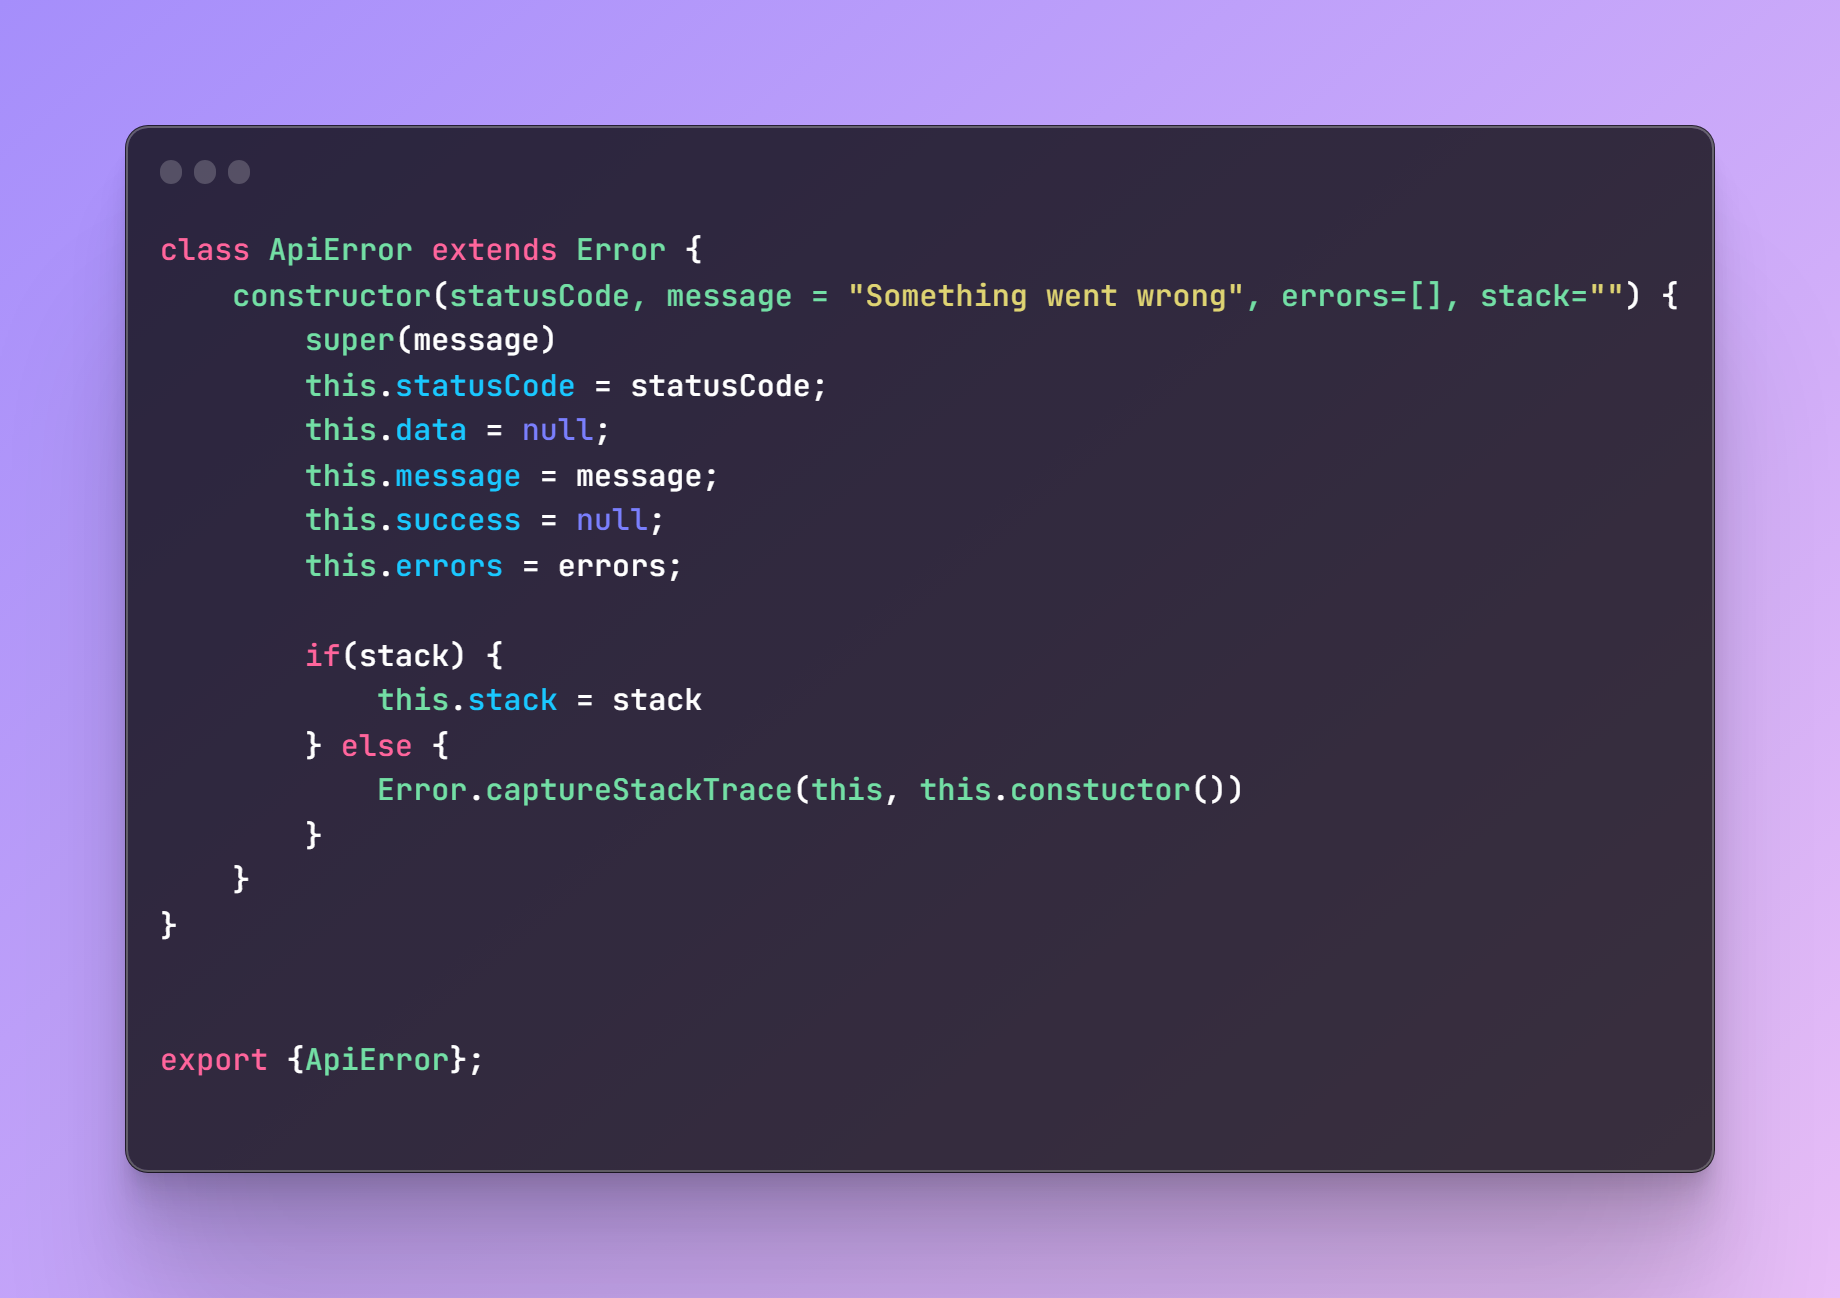 class ApiError extends Error {
    constructor(statusCode, message = "Something went wrong", errors=[], stack="") {
        super(message)
        this.statusCode = statusCode;
        this.data = null;
        this.message = message;
        this.success = null;
        this.errors = errors;

        if(stack) {
            this.stack = stack
        } else {
            Error.captureStackTrace(this, this.constuctor())
        }
    }
}


export {ApiError};